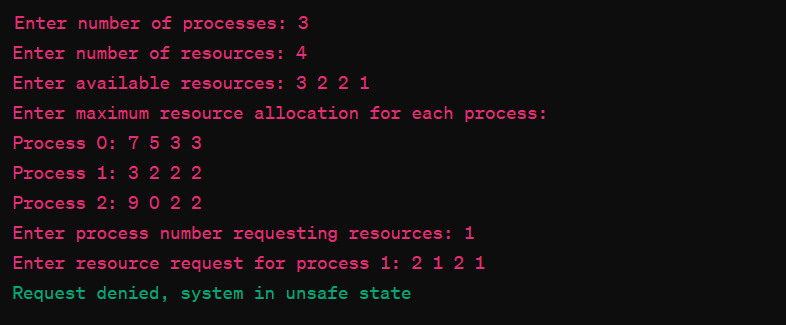 Enter number of processes: 3
Enter number of resources: 4
Enter available resources: 3 2 2 1
Enter maximum resource allocation for each process:
Process 0: 7 5 3 3
Process 1: 3 2 2 2
Process 2: 9 0 2 2
Enter process number requesting resources: 1
Enter resource request for process 1: 2 1 2 1
Request denied, system in unsafe state